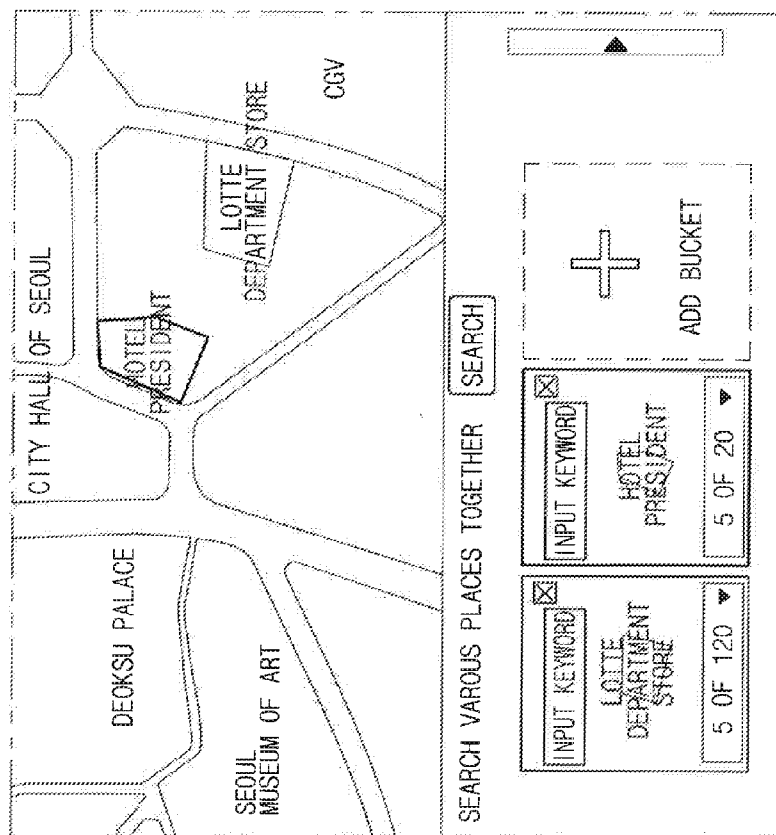 CITY HALL OF SEOUL
DEOKSU PALACE
HOTEL
PRESIDENT
LOTTE
DEPARTMENT STORE
CGV
SEOUL
MUSEUM OF ART
SEARCH VAROUS PLACES TOGETHER
SEARCH
INPUT KEYWORD
LOTTE
DEPARTMENT
STORE
5 OF 120
INPUT KEYWORD
HOTEL
PRESIDENT
5 OF 20
ADD BUCKET